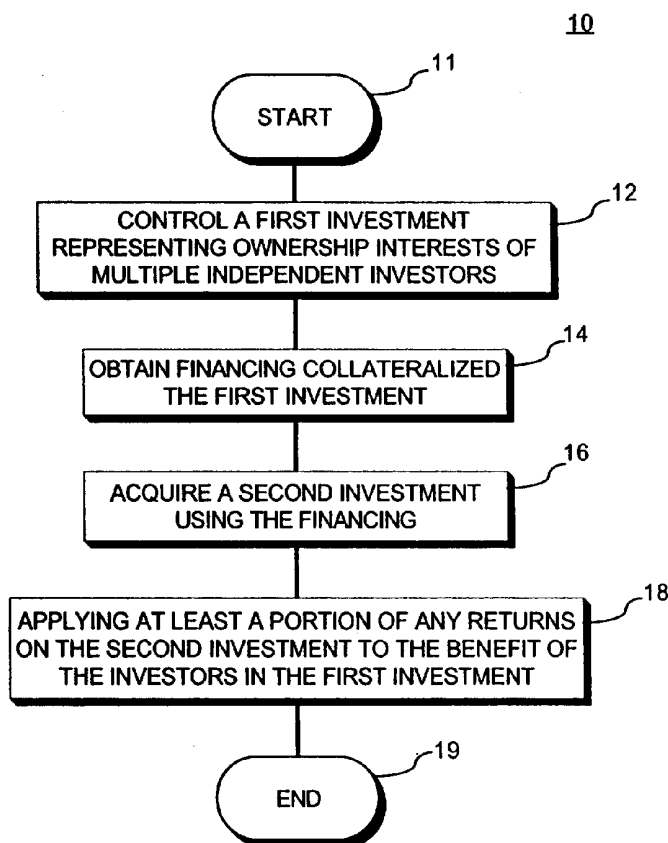 10
11
START
12
CONTROL A FIRST INVESTMENT
REPRESENTING OWNERSHIP INTERESTS OF
MULTIPLE INDEPENDENT INVESTORS
14
OBTAIN FINANCING COLLATERALIZED
THE FIRST INVESTMENT
16
ACQUIRE A SECOND INVESTMENT
USING THE FINANCING
18
APPLYING AT LEAST A PORTION OF ANY RETURNS
ON THE SECOND INVESTMENT TO THE BENEFIT OF
THE INVESTORS IN THE FIRST INVESTMENT
19
END